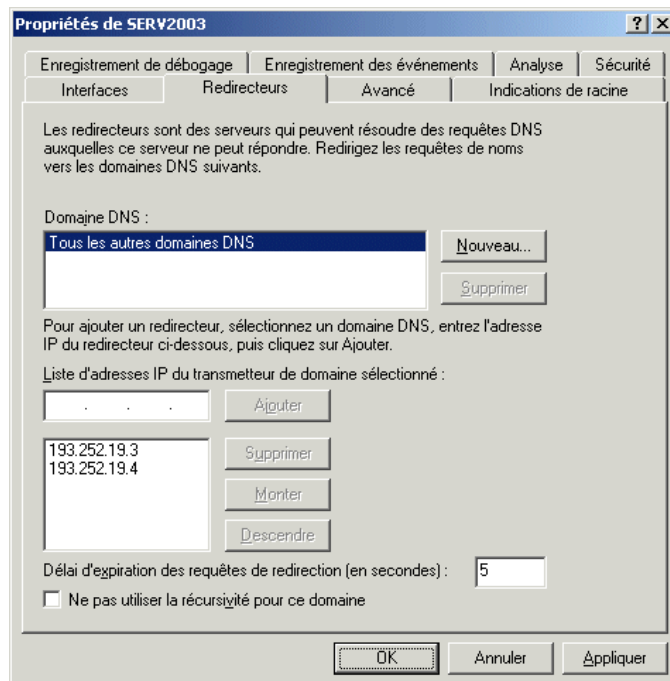 Propriétés de SERV2003
Enregistrement de débogage
Enregistrement des événements
Analyse
Sécurité
Interfaces
Redirecteurs
Avancé
Indications de racine
Les redirecteurs sont des serveurs qui peuvent résoudre des requêtes DNS
auxquelles ce serveur ne peut répondre. Redirigez les requêtes de noms
vers les domaines DNS suivants.
Domaine DNS :
Tous les autres domaines DNS
Nouveau...
Supprimer
Pour ajouter un redirecteur, sélectionnez un domaine DNS, entrez l'adresse
IP du redirecteur ci-dessous, puis cliquez sur Ajouter.
Liste d'adresses IP du transmetteur de domaine sélectionné :
. . .
Ajouter
193.252.19.3
193.252.19.4
Supprimer
Monter
Descendre
Délai d'expiration des requêtes de redirection (en secondes) :
5
Ne pas utiliser la récursivité pour ce domaine
OK
Annuler
Appliquer